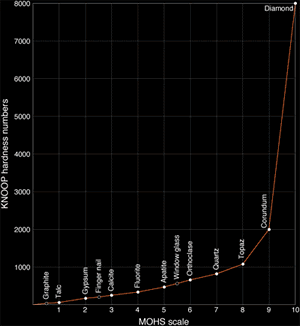 8000
Diamond
7000
6000
5000
4000
3000
2000
1000
KNOOP hardness numbers
Graphite
Talc
Gypsum
Finger nail
Calcite
Fluorite
Apatite
Window glass
Orthoclase
Quartz
Topaz
Corundum
1 2 3 4 5 6 7 8 9 10
MOHS scale